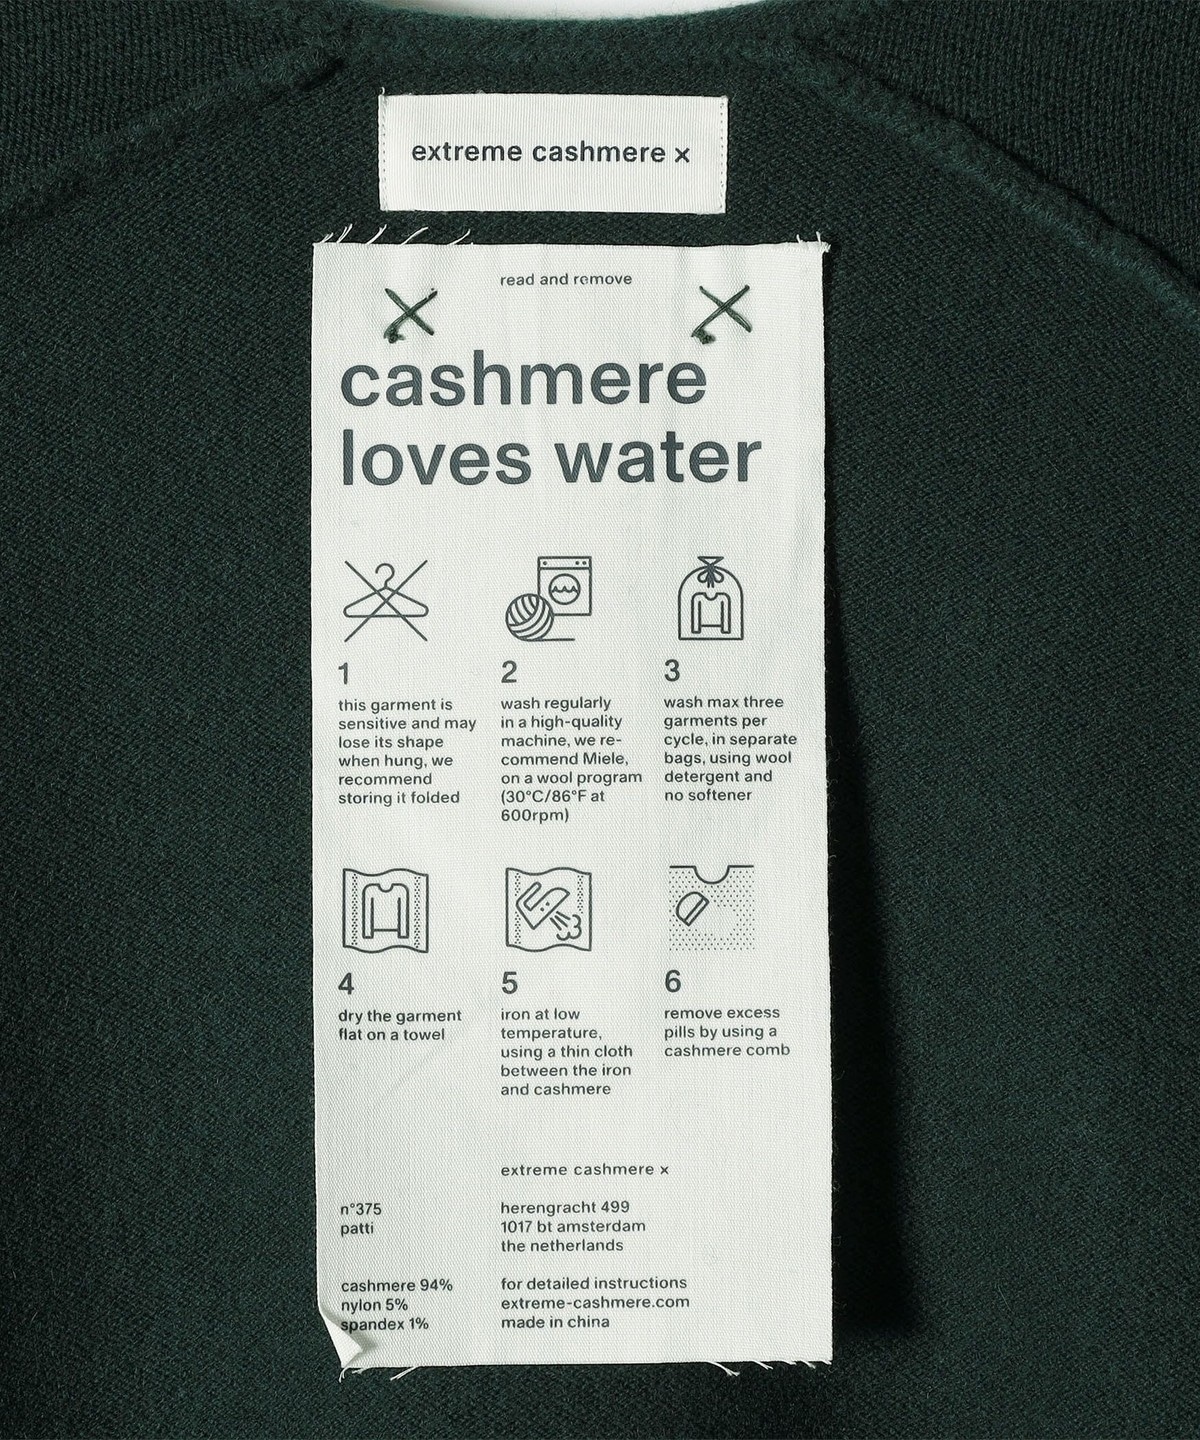 extreme cashmere x
read and remove
cashmere
loves water
1
this garment is
sensitive and may
lose its shape
when hung, we
recommend
storing it folded
2
wash regularly
in a high-quality
machine, we re-
commend Miele,
on a wool program
(30°C/86°F at
600rpm)
3
wash max three
garments per
cycle, in separate
bags, using wool
detergent and
no softener
4
dry the garment
flat on a towel
5
iron at low
temperature,
using a thin cloth
between the iron
and cashmere
6
remove excess
pills by using a
cashmere comb
extreme cashmere x
n°375
patti
herengracht 499
1017 bt amsterdam
the netherlands
cashmere 94%
nylon 5%
spandex 1%
for detailed instructions
extreme-cashmere.com
made in china